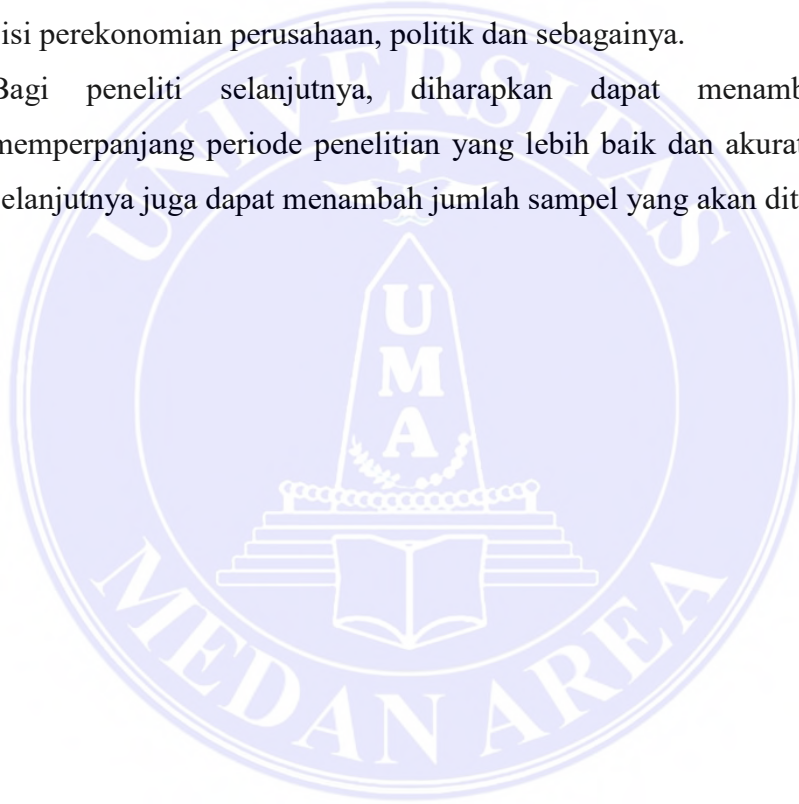 isi perekonomian perusahaan, politik dan sebagainya.
Bagi peneliti selanjutnya, diharapkan dapat menamb
memperpanjang periode penelitian yang lebih baik dan akurat
elanjutnya juga dapat menambah jumlah sampel yang akan dit
UNIVERSITAS
UMA
MEDAN AREA